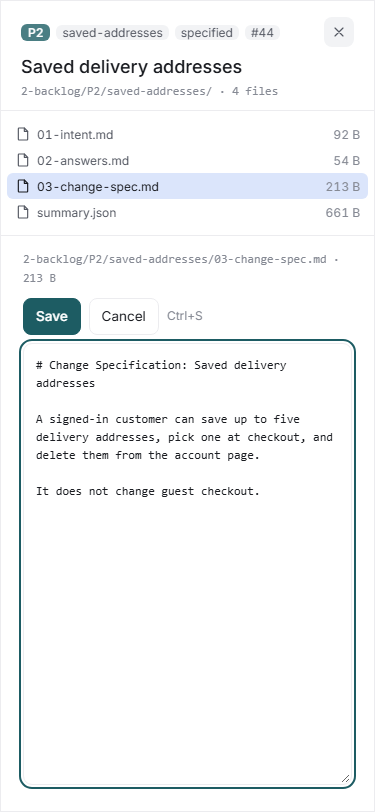 P2 saved-addresses specified #44
Saved delivery addresses
2-backlog/P2/saved-addresses/ · 4 files
01-intent.md 92 B
02-answers.md 54 B
03-change-spec.md 213 B
summary.json 661 B
2-backlog/P2/saved-addresses/03-change-spec.md ·
213 B
Save Cancel Ctrl+S
# Change Specification: Saved delivery
addresses
A signed-in customer can save up to five
delivery addresses, pick one at checkout, and
delete them from the account page.
It does not change guest checkout.